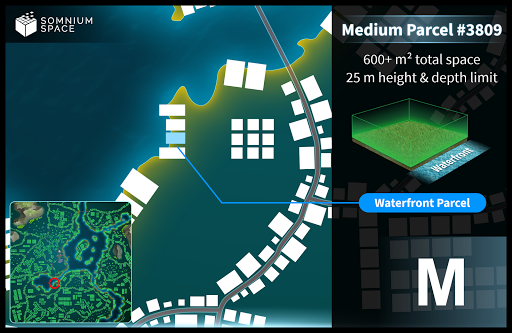 SOMNIUM
SPACE
Medium Parcel #3809
600+ m² total space
25 m height & depth limit
Waterfront
Waterfront Parcel
M